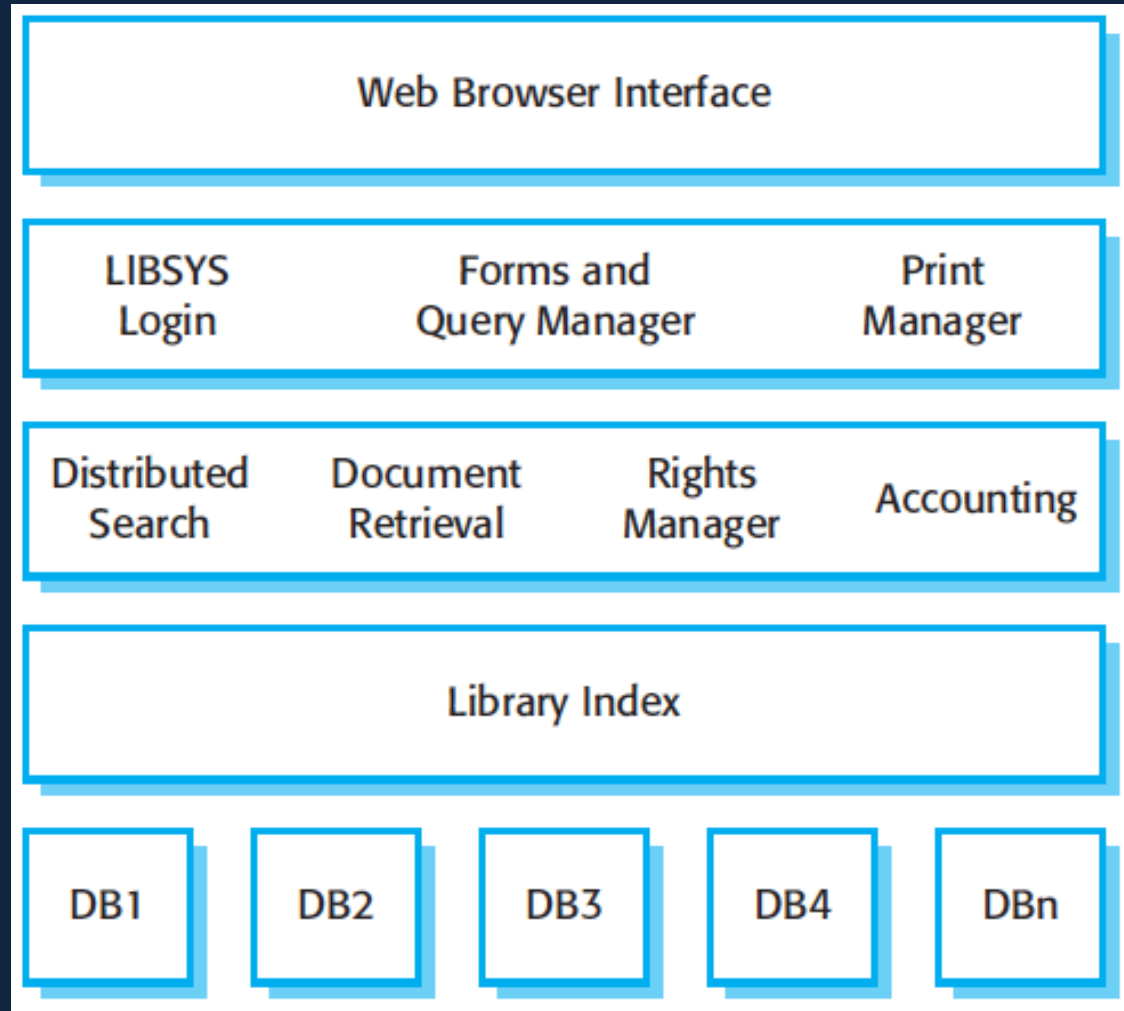 Web Browser Interface
LIBSYS Login
Forms and Query Manager
Print Manager
Distributed Search
Document Retrieval
Rights Manager
Accounting
Library Index
DB1
DB2
DB3
DB4
DBn